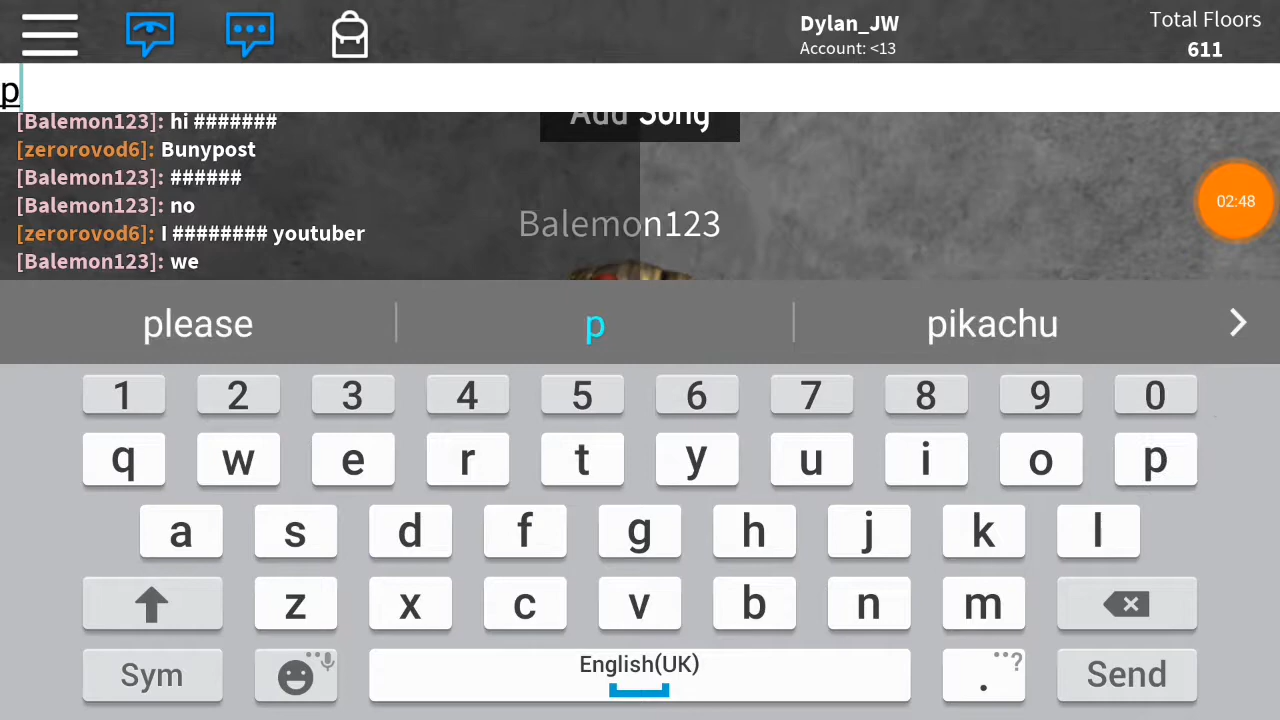 Dylan_JW
Account: <13
Total Floors
611
p
Add Song
[Balemon123]: hi #######
[zerorovod6]: Bunypost
[Balemon123]: ######
[Balemon123]: no
[zerorovod6]: I ######## youtuber
[Balemon123]: we
Balemon123
02:48
please p pikachu
1 2 3 4 5 6 7 8 9 0
q w e r t y u i o p
a s d f g h j k l
z x c v b n m
Sym English(UK) . ? Send